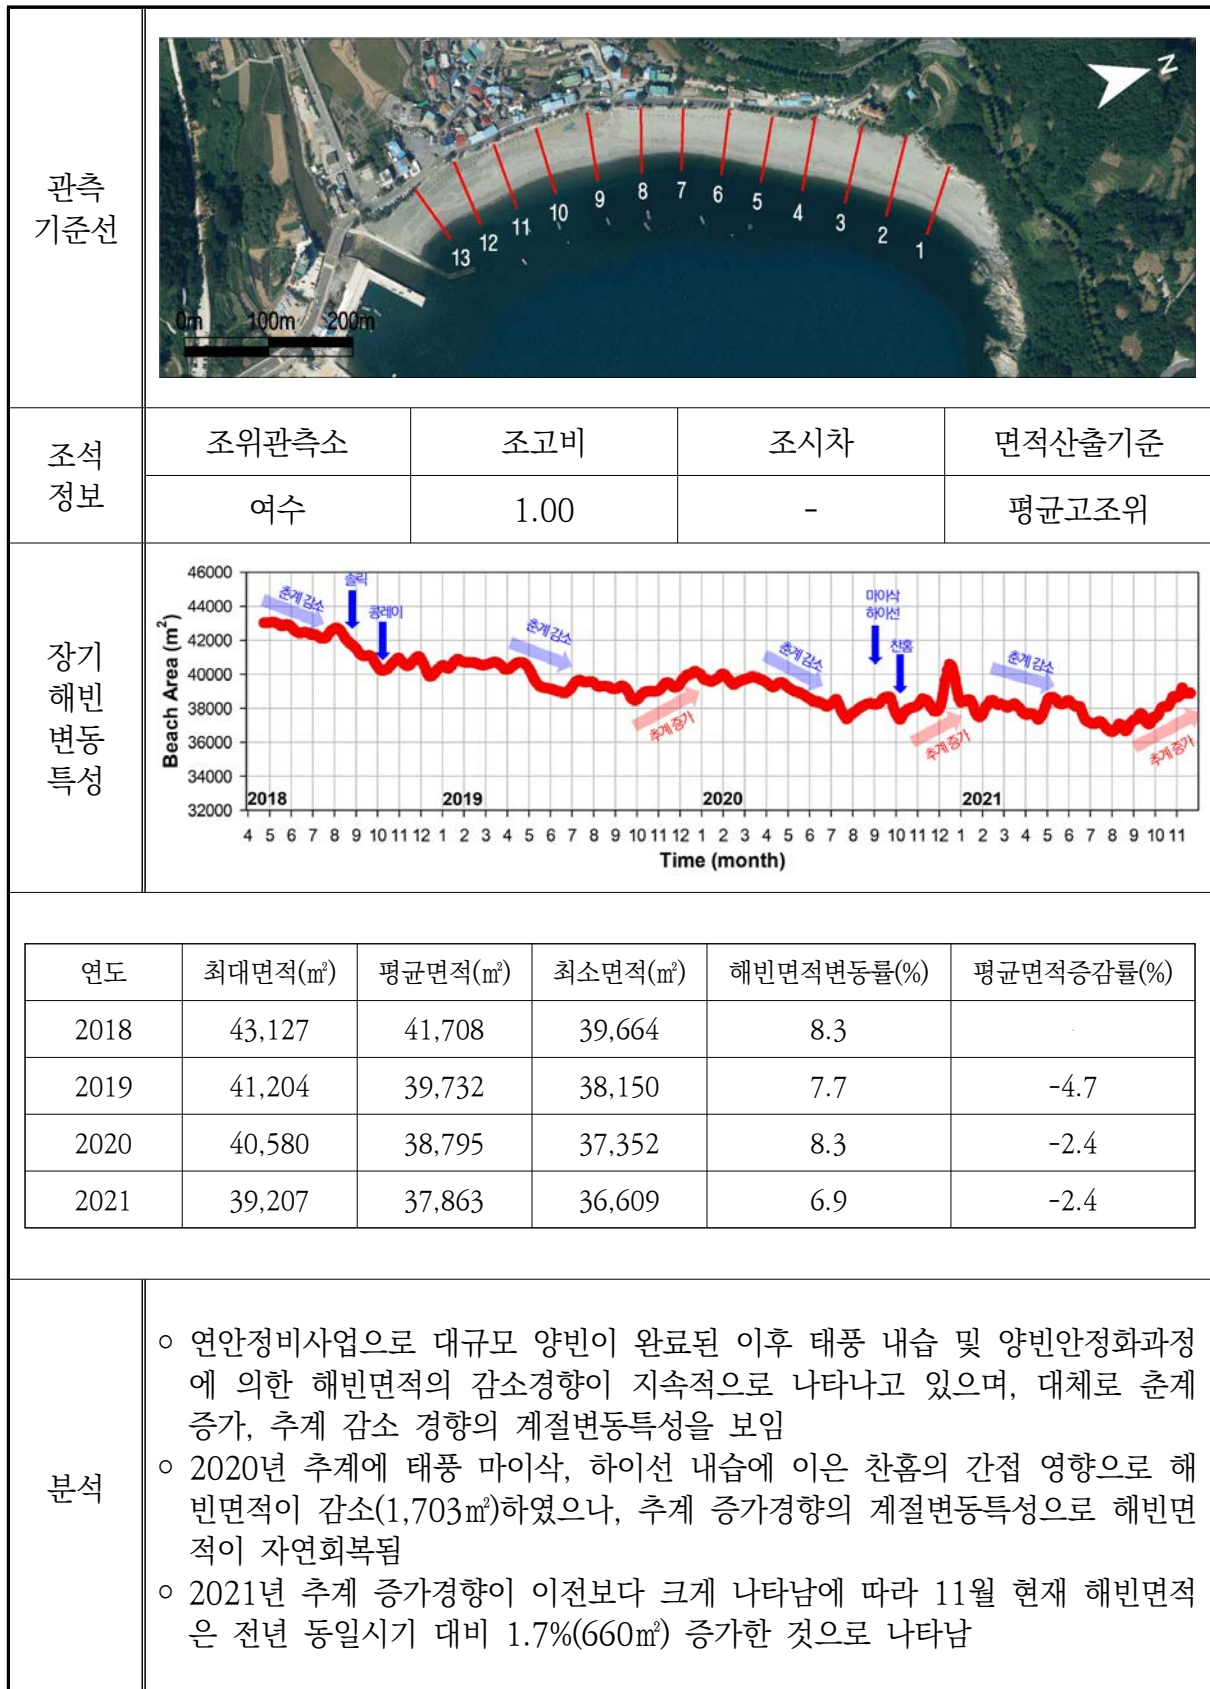 관측
기준선
N
1
2
3
4
5
6
7
8
9
10
11
12
13
0m 100m 200m
조석
정보
조위관측소 조고비 조시차 면적산출기준
여수 1.00 - 평균고조위
장기
해빈
변동
특성
Beach Area (m²)
46000
44000
42000
40000
38000
36000
34000
32000
춘계 감소
솔릭
콩레이
춘계 감소
추계 증가
춘계 감소
마이삭
하이선
찬홈
추계 증가
춘계 감소
추계 증가
2018 2019 2020 2021
4 5 6 7 8 9 10 11 12 1 2 3 4 5 6 7 8 9 10 11 12 1 2 3 4 5 6 7 8 9 10 11 12 1 2 3 4 5 6 7 8 9 10 11
Time (month)
연도 최대면적(㎡) 평균면적(㎡) 최소면적(㎡) 해빈면적변동률(%) 평균면적증감률(%)
2018 43,127 41,708 39,664 8.3 .
2019 41,204 39,732 38,150 7.7 -4.7
2020 40,580 38,795 37,352 8.3 -2.4
2021 39,207 37,863 36,609 6.9 -2.4
분석
◦ 연안정비사업으로 대규모 양빈이 완료된 이후 태풍 내습 및 양빈안정화과정
에 의한 해빈면적의 감소경향이 지속적으로 나타나고 있으며, 대체로 춘계
증가, 추계 감소 경향의 계절변동특성을 보임
◦ 2020년 추계에 태풍 마이삭, 하이선 내습에 이은 찬홈의 간접 영향으로 해
빈면적이 감소(1,703㎡)하였으나, 추계 증가경향의 계절변동특성으로 해빈면
적이 자연회복됨
◦ 2021년 추계 증가경향이 이전보다 크게 나타남에 따라 11월 현재 해빈면적
은 전년 동일시기 대비 1.7%(660㎡) 증가한 것으로 나타남